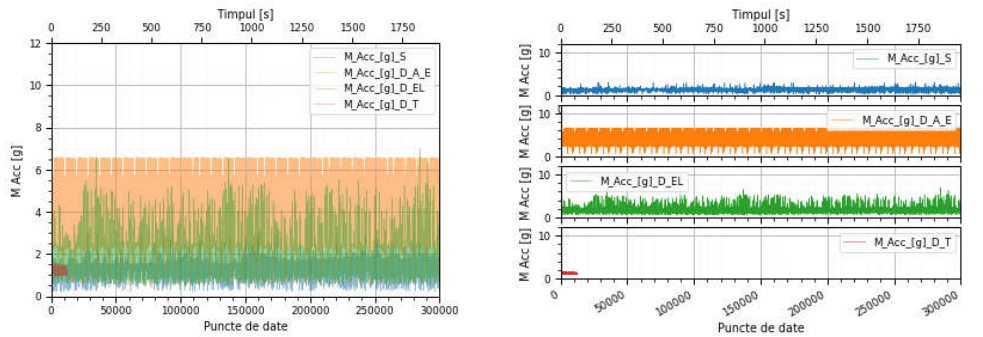 Timpul [s]
0 250 500 750 1000 1250 1500 1750
12
10
8
6
4
2
0
M Acc [g]
M_Acc_[g]_S
M_Acc_[g]_D_A_E
M_Acc_[g]_D_EL
M_Acc_[g]_D_T
0 50000 100000 150000 200000 250000 300000
Puncte de date
Timpul [s]
0 250 500 750 1000 1250 1500 1750
M Acc [g]
10
0
M_Acc_[g]_S
M Acc [g]
10
0
M_Acc_[g]_D_A_E
M Acc [g]
10
0
M_Acc_[g]_D_EL
M Acc [g]
10
0
M_Acc_[g]_D_T
0 50000 100000 150000 200000 250000 300000
Puncte de date